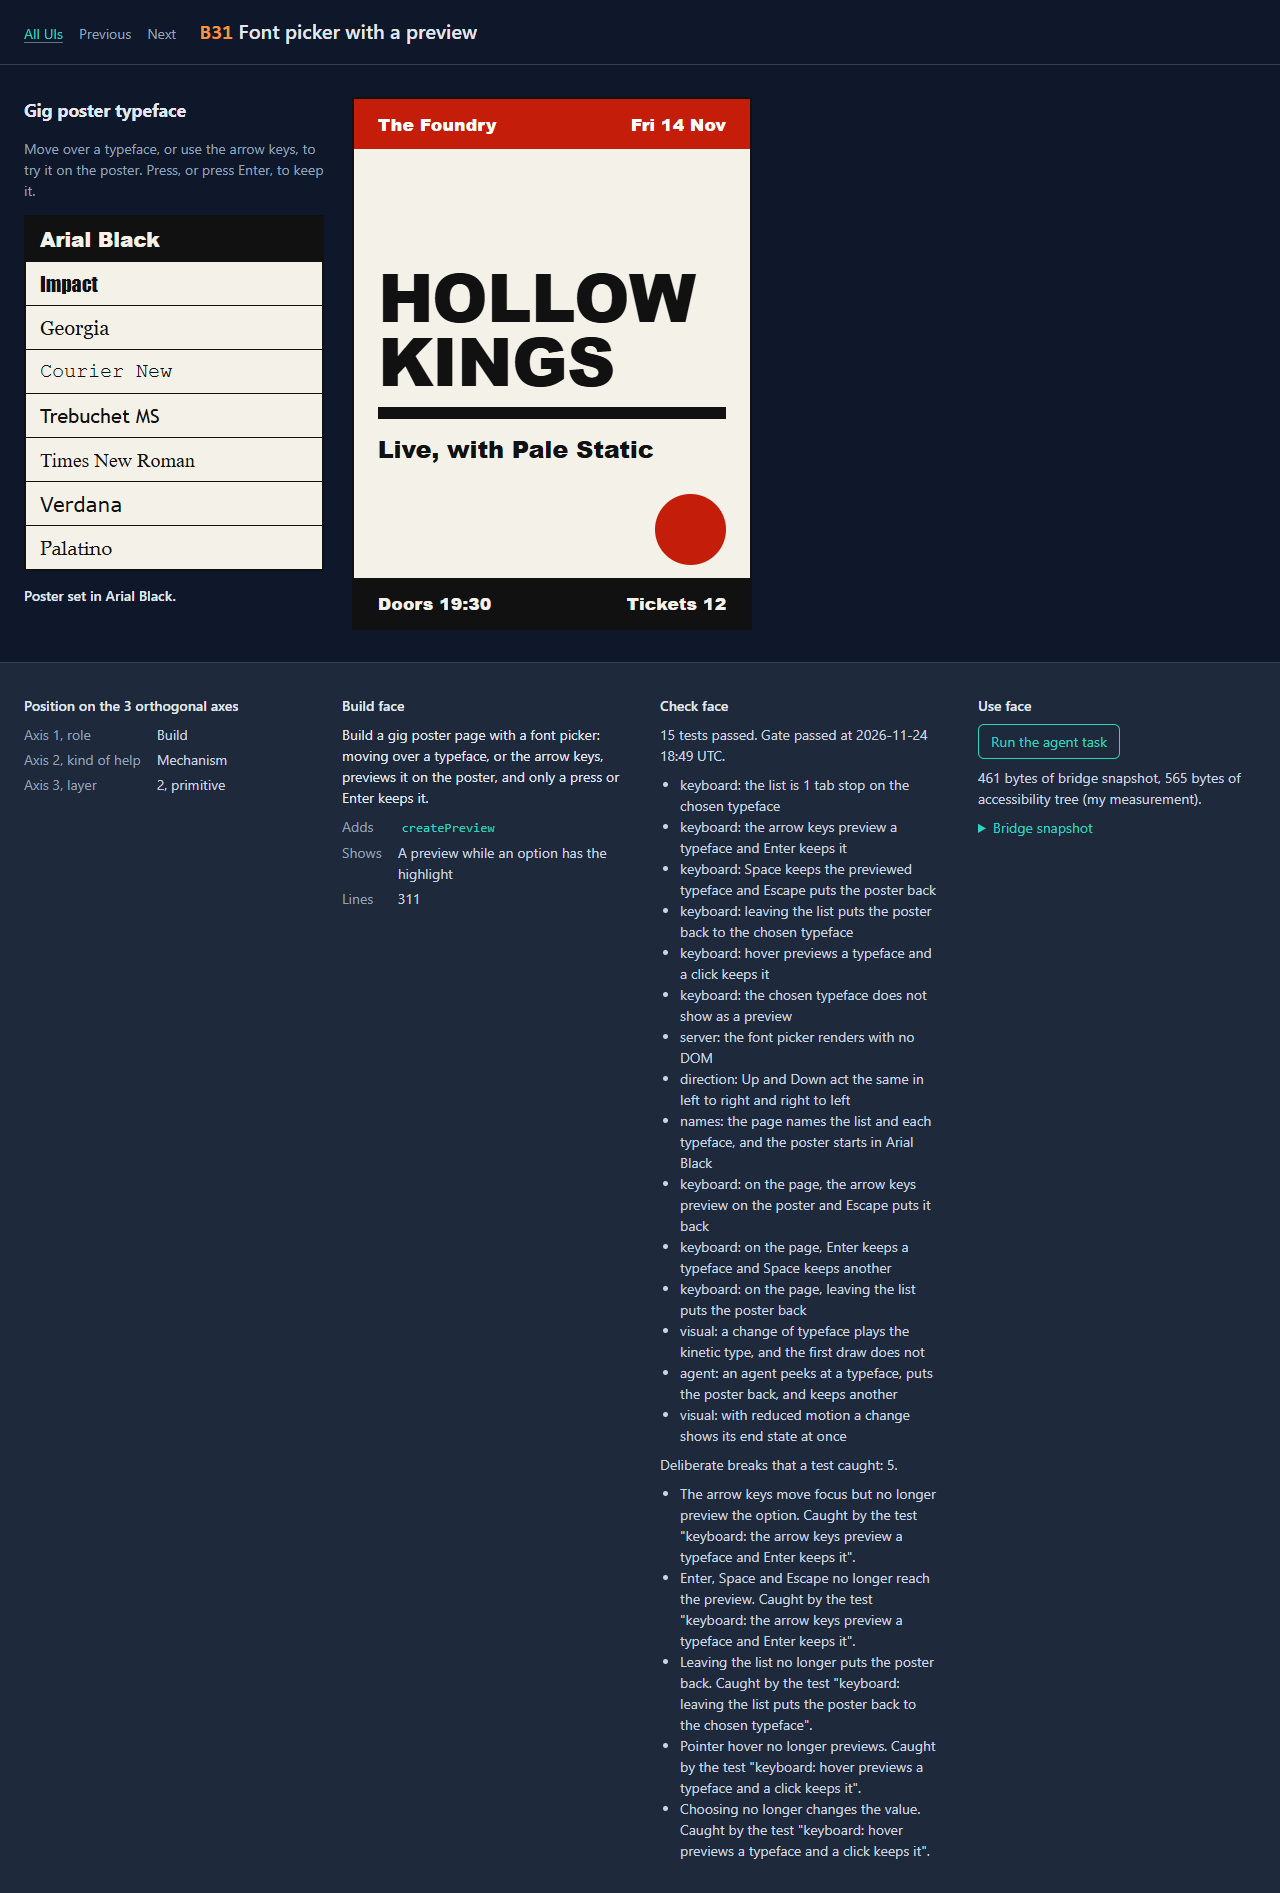 All UIs
Previous
Next
B31 Font picker with a preview
Gig poster typeface
Move over a typeface, or use the arrow keys, to
try it on the poster. Press, or press Enter, to keep
it.
Arial Black
Impact
Georgia
Courier New
Trebuchet MS
Times New Roman
Verdana
Palatino
Poster set in Arial Black.
The Foundry
Fri 14 Nov
HOLLOW
KINGS
Live, with Pale Static
Doors 19:30
Tickets 12
Position on the 3 orthogonal axes
Axis 1, role
Build
Axis 2, kind of help
Mechanism
Axis 3, layer
2, primitive
Build face
Build a gig poster page with a font picker:
moving over a typeface, or the arrow keys,
previews it on the poster, and only a press or
Enter keeps it.
Adds
createPreview
Shows
A preview while an option has the
highlight
Lines
311
Check face
15 tests passed. Gate passed at 2026-11-24
18:49 UTC.
• keyboard: the list is 1 tab stop on the
chosen typeface
• keyboard: the arrow keys preview a
typeface and Enter keeps it
• keyboard: Space keeps the previewed
typeface and Escape puts the poster back
• keyboard: leaving the list puts the poster
back to the chosen typeface
• keyboard: hover previews a typeface and
a click keeps it
• keyboard: the chosen typeface does not
show as a preview
• server: the font picker renders with no
DOM
• direction: Up and Down act the same in
left to right and right to left
• names: the page names the list and each
typeface, and the poster starts in Arial
Black
• keyboard: on the page, the arrow keys
preview on the poster and Escape puts it
back
• keyboard: on the page, Enter keeps a
typeface and Space keeps another
• keyboard: on the page, leaving the list
puts the poster back
• visual: a change of typeface plays the
kinetic type, and the first draw does not
• agent: an agent peeks at a typeface, puts
the poster back, and keeps another
• visual: with reduced motion a change
shows its end state at once
Deliberate breaks that a test caught: 5.
• The arrow keys move focus but no longer
preview the option. Caught by the test
"keyboard: the arrow keys preview a
typeface and Enter keeps it".
• Enter, Space and Escape no longer reach
the preview. Caught by the test
"keyboard: the arrow keys preview a
typeface and Enter keeps it".
• Leaving the list no longer puts the poster
back. Caught by the test "keyboard:
leaving the list puts the poster back to
the chosen typeface".
• Pointer hover no longer previews. Caught
by the test "keyboard: hover previews a
typeface and a click keeps it".
• Choosing no longer changes the value.
Caught by the test "keyboard: hover
previews a typeface and a click keeps it".
Use face
Run the agent task
461 bytes of bridge snapshot, 565 bytes of
accessibility tree (my measurement).
▶ Bridge snapshot